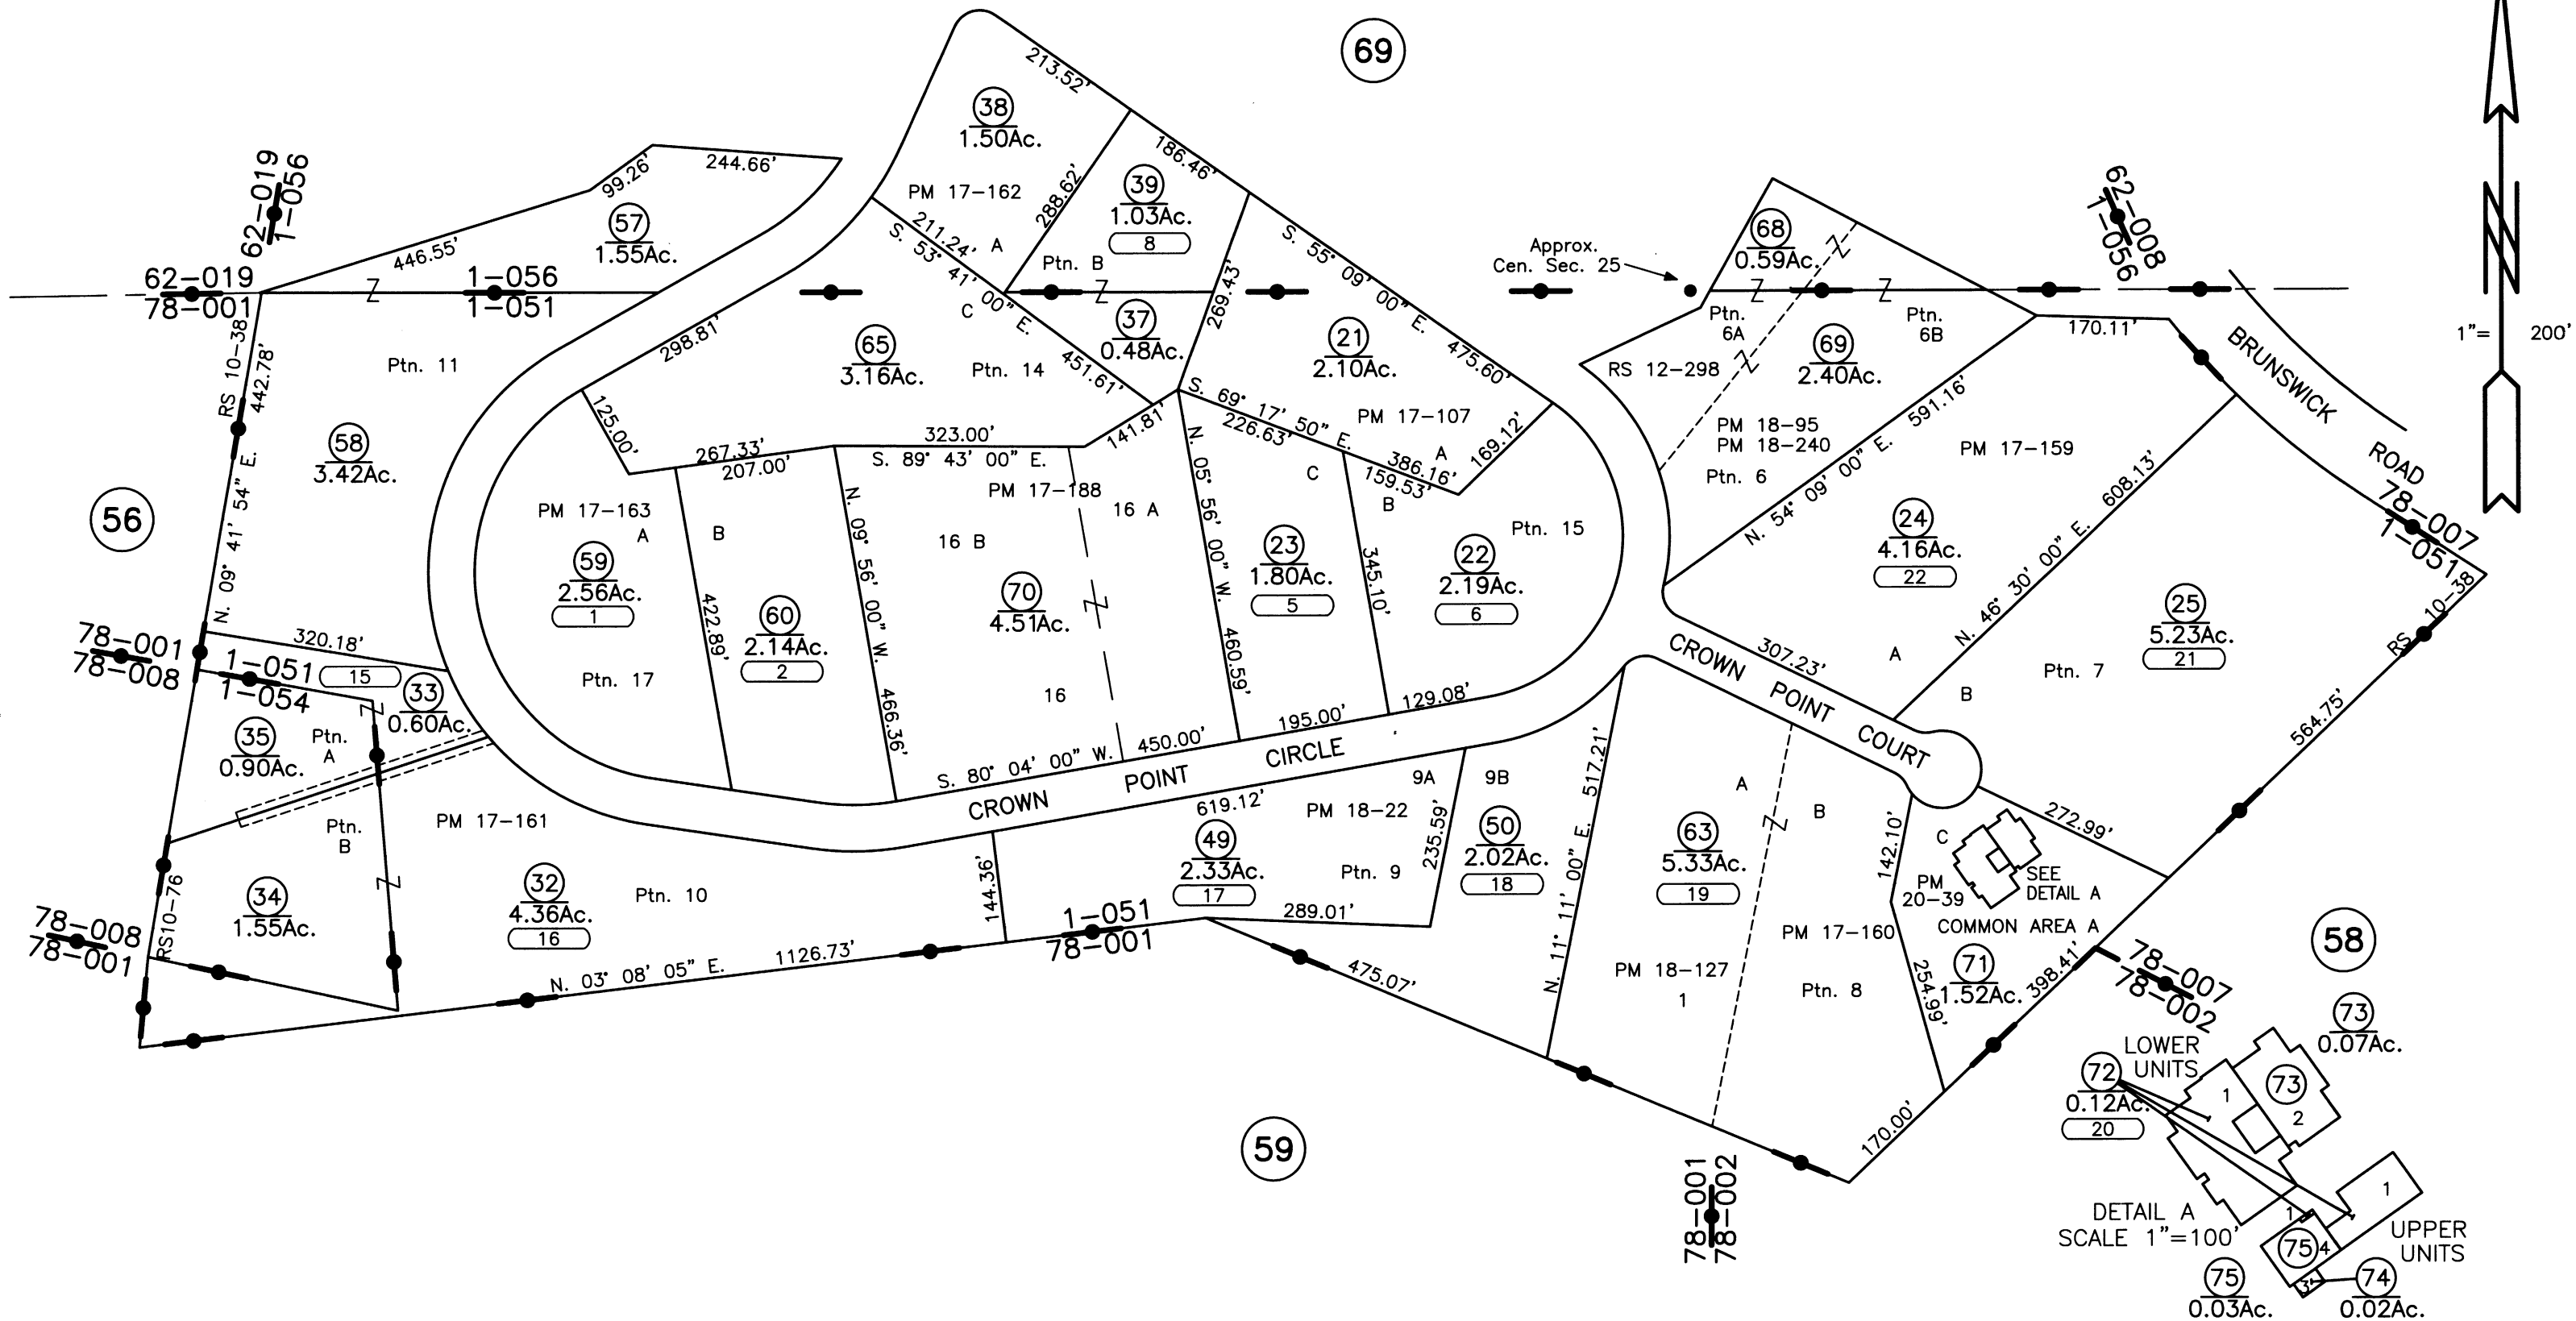 69
213.52'
38
1.50Ac.
PM 17-162
211.24'
A
288.62'
186.46'
39
1.03Ac.
8
Ptn. B
S. 53° 41' 00" E.
C
451.61'
37
0.48Ac.
269.43'
S. 55° 09' 00" E.
475.60'
21
2.10Ac.
PM 17-107
A
169.12'
S. 69° 17' 50" E.
386.16'
226.63'
159.53'
62-019
1-056
99.26'
244.66'
446.55'
57
1.55Ac.
62-019
78-001
1-056
1-051
RS 10-38
442.78'
N. 09° 41' 54" E.
Ptn. 11
58
3.42Ac.
56
298.81'
65
3.16Ac.
Ptn. 14
125.00'
267.33'
207.00'
323.00'
S. 89° 43' 00" E.
141.81'
Approx.
Cen. Sec. 25
68
0.59Ac.
62-008
1-056
Ptn.
6A
Ptn.
6B
69
2.40Ac.
RS 12-298
PM 18-95
PM 18-240
Ptn. 6
170.11'
BRUNSWICK
ROAD
N
1"= 200'
N. 54° 09' 00" E.
591.16'
PM 17-159
24
4.16Ac.
22
N. 46° 30' 00" E.
608.13'
A
78-007
1-051
RS 10-38
25
5.23Ac.
21
Ptn. 7
B
564.75'
PM 17-163
A
59
2.56Ac.
1
Ptn. 17
B
422.89'
60
2.14Ac.
2
N. 09° 56' 00" W.
466.36'
PM 17-188
16 B
16 A
70
4.51Ac.
16
N. 05° 56' 00" W.
460.59'
C
23
1.80Ac.
5
345.10'
B
22
2.19Ac.
6
Ptn. 15
S. 80° 04' 00" W.
450.00'
195.00'
129.08'
CROWN POINT CIRCLE
307.23'
CROWN POINT COURT
78-001
78-008
320.18'
1-051
1-054
15
33
0.60Ac.
35
0.90Ac.
Ptn.
A
Ptn.
B
PM 17-161
78-008
78-001
RS10-76
34
1.55Ac.
32
4.36Ac.
16
Ptn. 10
N. 03° 08' 05" E.
1126.73'
144.36'
1-051
78-001
619.12'
49
2.33Ac.
17
PM 18-22
9A
9B
Ptn. 9
235.59'
289.01'
50
2.02Ac.
18
475.07'
N. 11° 11' 00" E.
517.21'
A
63
5.33Ac.
19
PM 18-127
1
B
PM 17-160
Ptn. 8
142.10'
254.99'
C
PM
20-39
SEE
DETAIL A
COMMON AREA A
71
1.52Ac.
272.99'
398.41'
170.00'
78-007
78-002
58
59
78-001
78-002
73
0.07Ac.
LOWER
UNITS
72
0.12Ac.
20
1
73
2
1
1
UPPER
UNITS
DETAIL A
SCALE 1"=100'
75
4
3
75
0.03Ac.
74
0.02Ac.